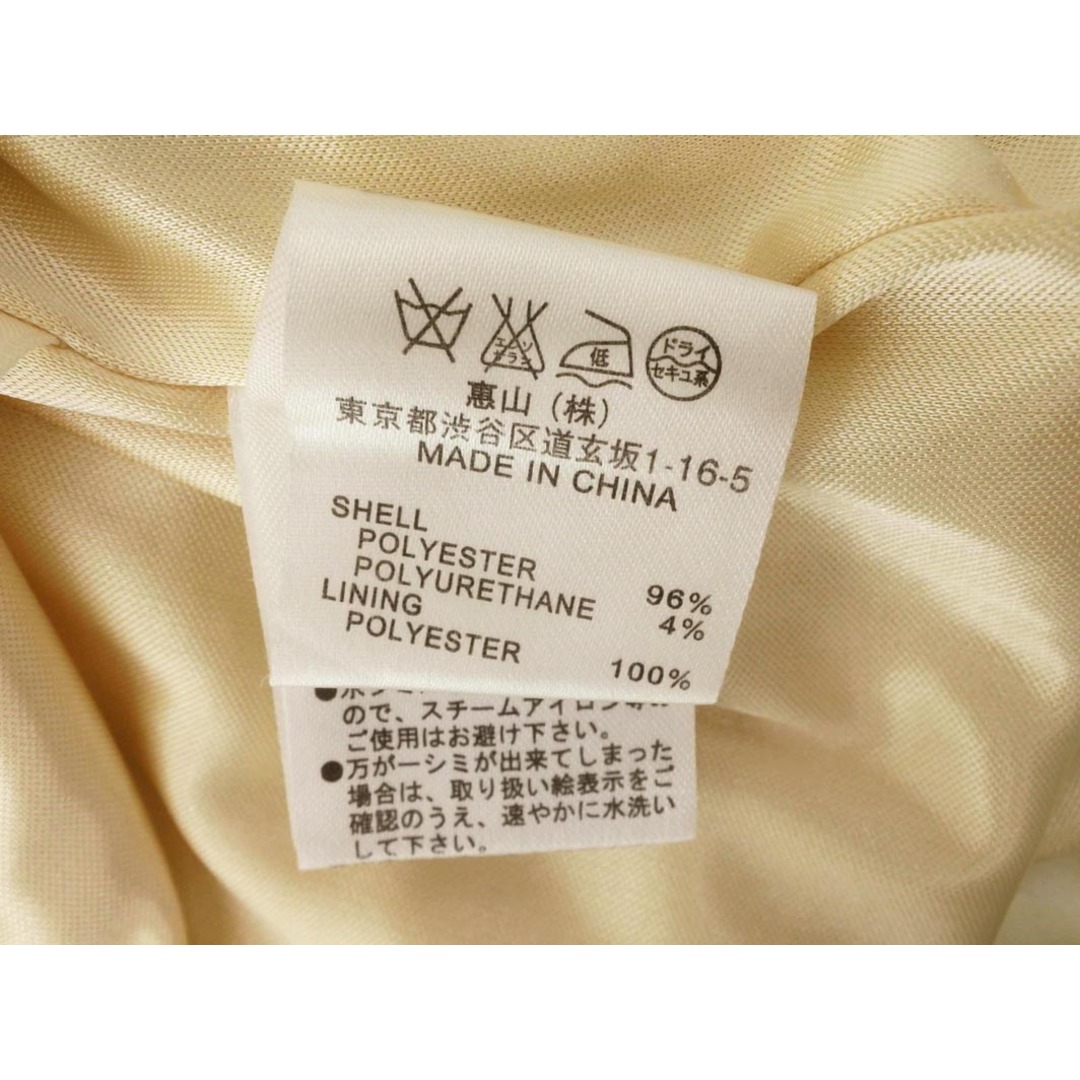 エンソ
サラシ
低
ドライ
セキユ系
惠山（株）
東京都渋谷区道玄坂1-16-5
MADE IN CHINA
SHELL
POLYESTER 96%
POLYURETHANE 4%
LINING
POLYESTER 100%
ので、スチームアイロン等の
ご使用はお避け下さい。
●万が一シミが出来てしまった
場合は、取り扱い絵表示をご
確認のうえ、速やかに水洗い
して下さい。